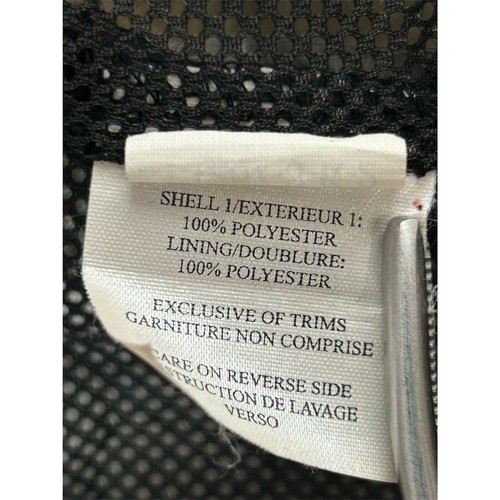 SHELL 1/EXTERIEUR 1:
100% POLYESTER
LINING/DOUBLURE:
100% POLYESTER
EXCLUSIVE OF TRIMS
GARNITURE NON COMPRISE
CARE ON REVERSE SIDE
DE LAVAGE
VERSO